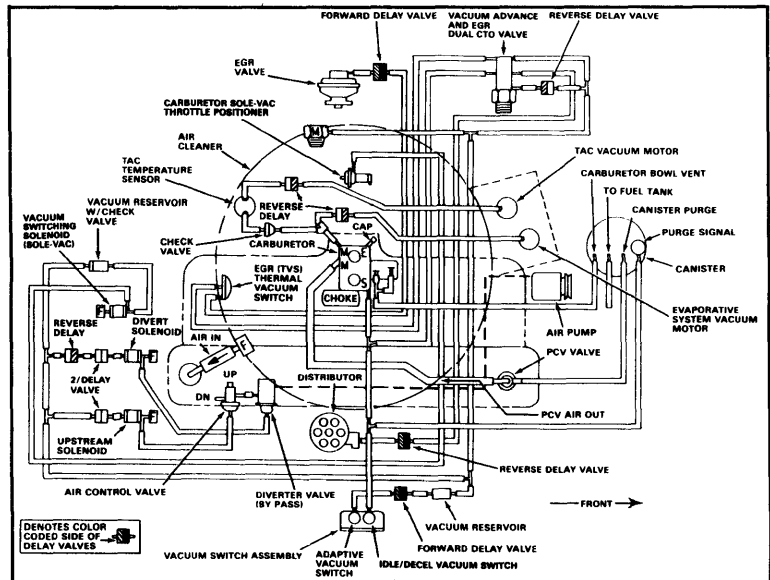 FORWARD DELAY VALVE
VACUUM ADVANCE
AND EGR
DUAL CTO VALVE
REVERSE DELAY VALVE
EGR
VALVE
CARBURETOR SOLE-VAC
THROTTLE POSITIONER
M
AIR
CLEANER
TAC
TEMPERATURE
SENSOR
TAC VACUUM MOTOR
CARBURETOR BOWL VENT
TO FUEL TANK
CANISTER PURGE
PURGE SIGNAL
CANISTER
VACUUM RESERVOIR
W/CHECK
VALVE
VACUUM
SWITCHING
SOLENOID
(SOLE-VAC)
REVERSE
DELAY
CAP
CHECK
VALVE
CARBURETOR
M
E
M
S
CHOKE
EGR (TVS)
THERMAL
VACUUM
SWITCH
AIR PUMP
EVAPORATIVE
SYSTEM VACUUM
MOTOR
REVERSE
DELAY
DIVERT
SOLENOID
AIR IN
F
PCV VALVE
2/DELAY
VALVE
UP
DN
DISTRIBUTOR
PCV AIR OUT
UPSTREAM
SOLENOID
REVERSE DELAY VALVE
AIR CONTROL VALVE
DIVERTER VALVE
(BY PASS)
FRONT
DENOTES COLOR
CODED SIDE OF
DELAY VALVES
VACUUM RESERVOIR
FORWARD DELAY VALVE
VACUUM SWITCH ASSEMBLY
ADAPTIVE
VACUUM
SWITCH
IDLE/DECEL VACUUM SWITCH